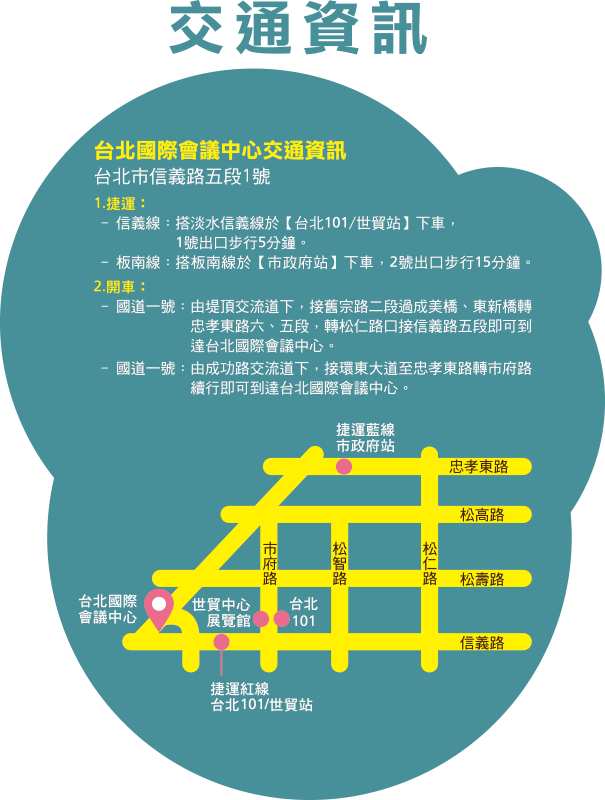 交通資訊
台北國際會議中心交通資訊
台北市信義路五段1號
1.捷運：
– 信義線：搭淡水信義線於【台北101/世貿站】下車，
1號出口步行5分鐘。
– 板南線：搭板南線於【市政府站】下車，2號出口步行15分鐘。
2.開車：
– 國道一號：由堤頂交流道下，接舊宗路二段過成美橋、東新橋轉
忠孝東路六、五段，轉松仁路口接信義路五段即可到
達台北國際會議中心。
– 國道一號：由成功路交流道下，接環東大道至忠孝東路轉市府路
續行即可到達台北國際會議中心。
捷運藍線
市政府站
忠孝東路
松高路
市府路
松智路
松仁路
松壽路
台北國際
會議中心
世貿中心
展覽館
台北
101
信義路
捷運紅線
台北101/世貿站